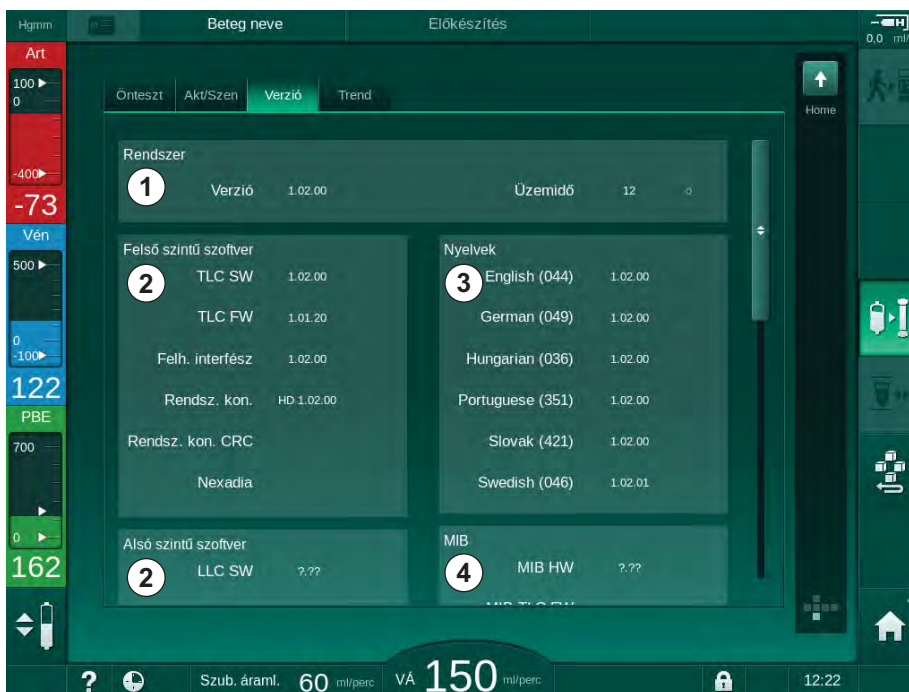 Hgmm
Beteg neve
Előkészítés
0,0 ml/
Art
100
0
-400
-73
Vén
500
0
-100
122
PBE
700
0
162
Önteszt Akt/Szen Verzió Trend
Home
Rendszer
1
Verzió 1.02.00
Üzemidő 12 o
Felső szintű szoftver
2
TLC SW 1.02.00
TLC FW 1.01.20
Felh. interfész 1.02.00
Rendsz. kon. HD 1.02.00
Rendsz. kon. CRC
Nexadia
Nyelvek
3
English (044) 1.02.00
German (049) 1.02.00
Hungarian (036) 1.02.00
Portuguese (351) 1.02.00
Slovak (421) 1.02.00
Swedish (046) 1.02.01
Alsó szintű szoftver
2
LLC SW ?.??
MIB
4
MIB HW ?.??
MIB TLC FW
? Szub. áraml. 60 ml/perc VÁ 150 ml/perc 12:22